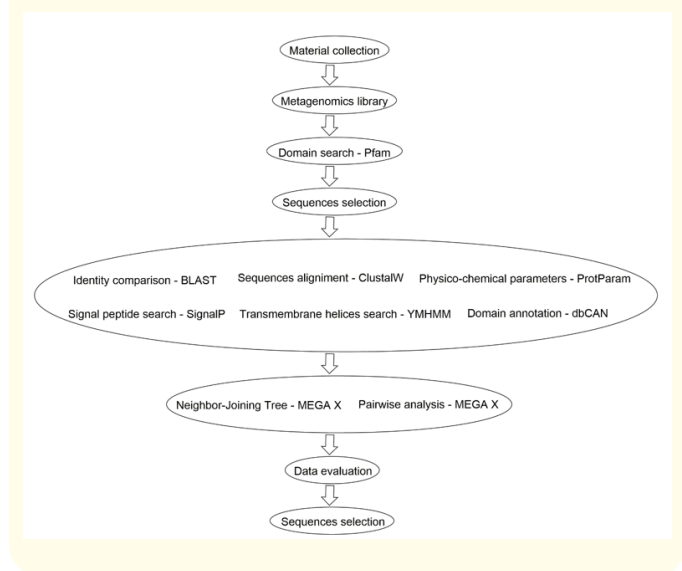 Material collection
Metagenomics library
Domain search - Pfam
Sequences selection
Identity comparison - BLAST
Sequences aligniment - ClustalW
Physico-chemical parameters - ProtParam
Signal peptide search - SignalP
Transmembrane helices search - YMHMM
Domain annotation - dbCAN
Neighbor-Joining Tree - MEGA X
Pairwise analysis - MEGA X
Data evaluation
Sequences selection